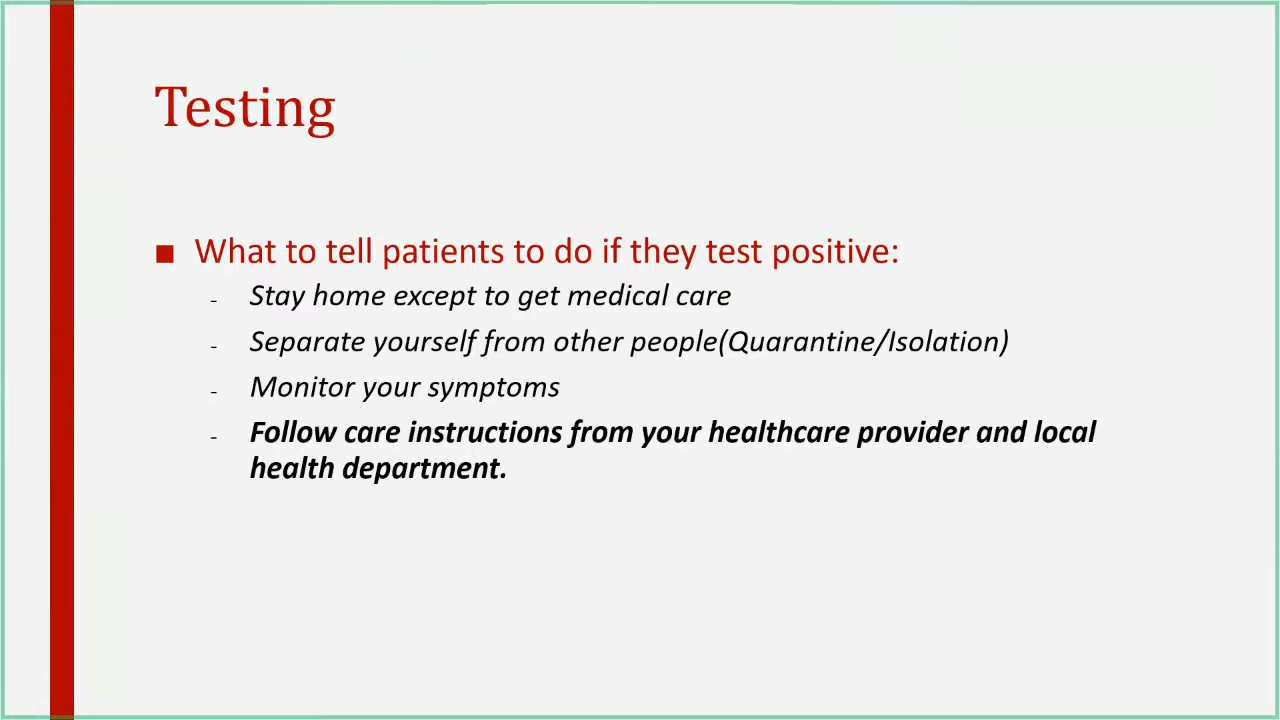 Testing
■ What to tell patients to do if they test positive:
- Stay home except to get medical care
- Separate yourself from other people(Quarantine/Isolation)
- Monitor your symptoms
- Follow care instructions from your healthcare provider and local
health department.